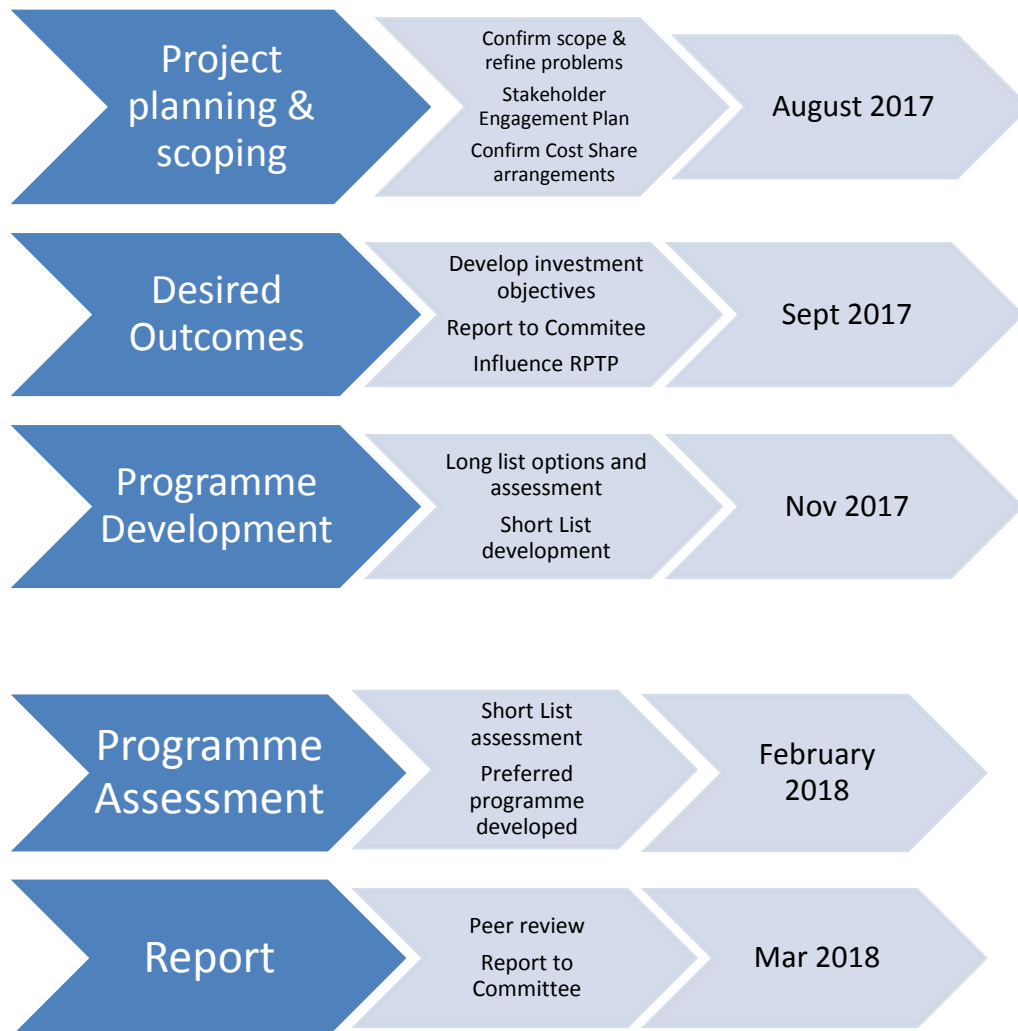 Project
planning &
scoping
Confirm scope &
refine problems
Stakeholder
Engagement Plan
Confirm Cost Share
arrangements
August 2017
Desired
Outcomes
Develop investment
objectives
Report to Commitee
Influence RPTP
Sept 2017
Programme
Development
Long list options and
assessment
Short List
development
Nov 2017
Programme
Assessment
Short List
assessment
Preferred
programme
developed
February
2018
Report
Peer review
Report to
Committee
Mar 2018